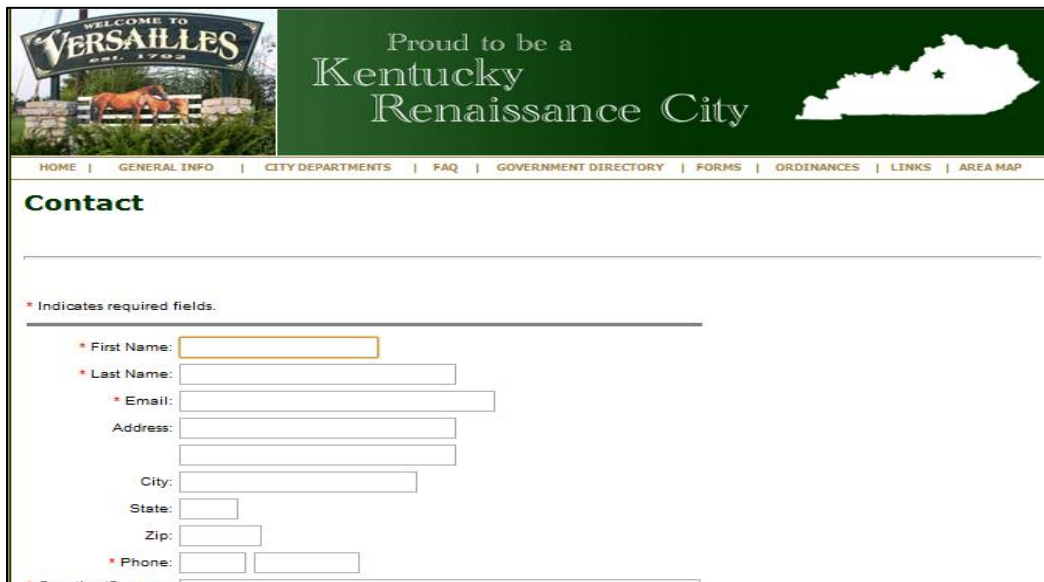 WELCOME TO
VERSAILLES
EST. 1792
Proud to be a
Kentucky
Renaissance City
HOME | GENERAL INFO | CITY DEPARTMENTS | FAQ | GOVERNMENT DIRECTORY | FORMS | ORDINANCES | LINKS | AREA MAP
Contact
* Indicates required fields.
* First Name:
* Last Name:
* Email:
Address:
City:
State:
Zip:
* Phone: